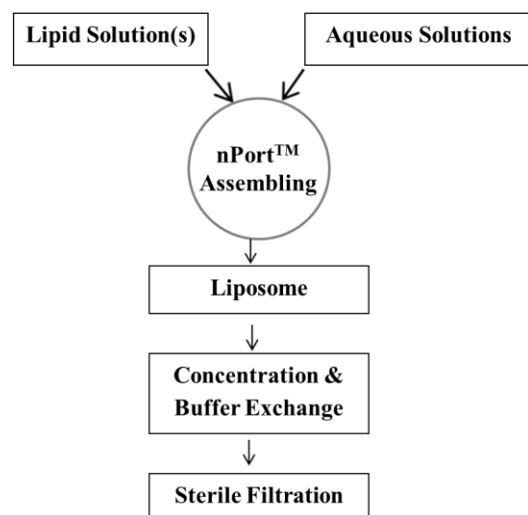 Lipid Solution(s)
Aqueous Solutions
nPort™
Assembling
Liposome
Concentration &
Buffer Exchange
Sterile Filtration